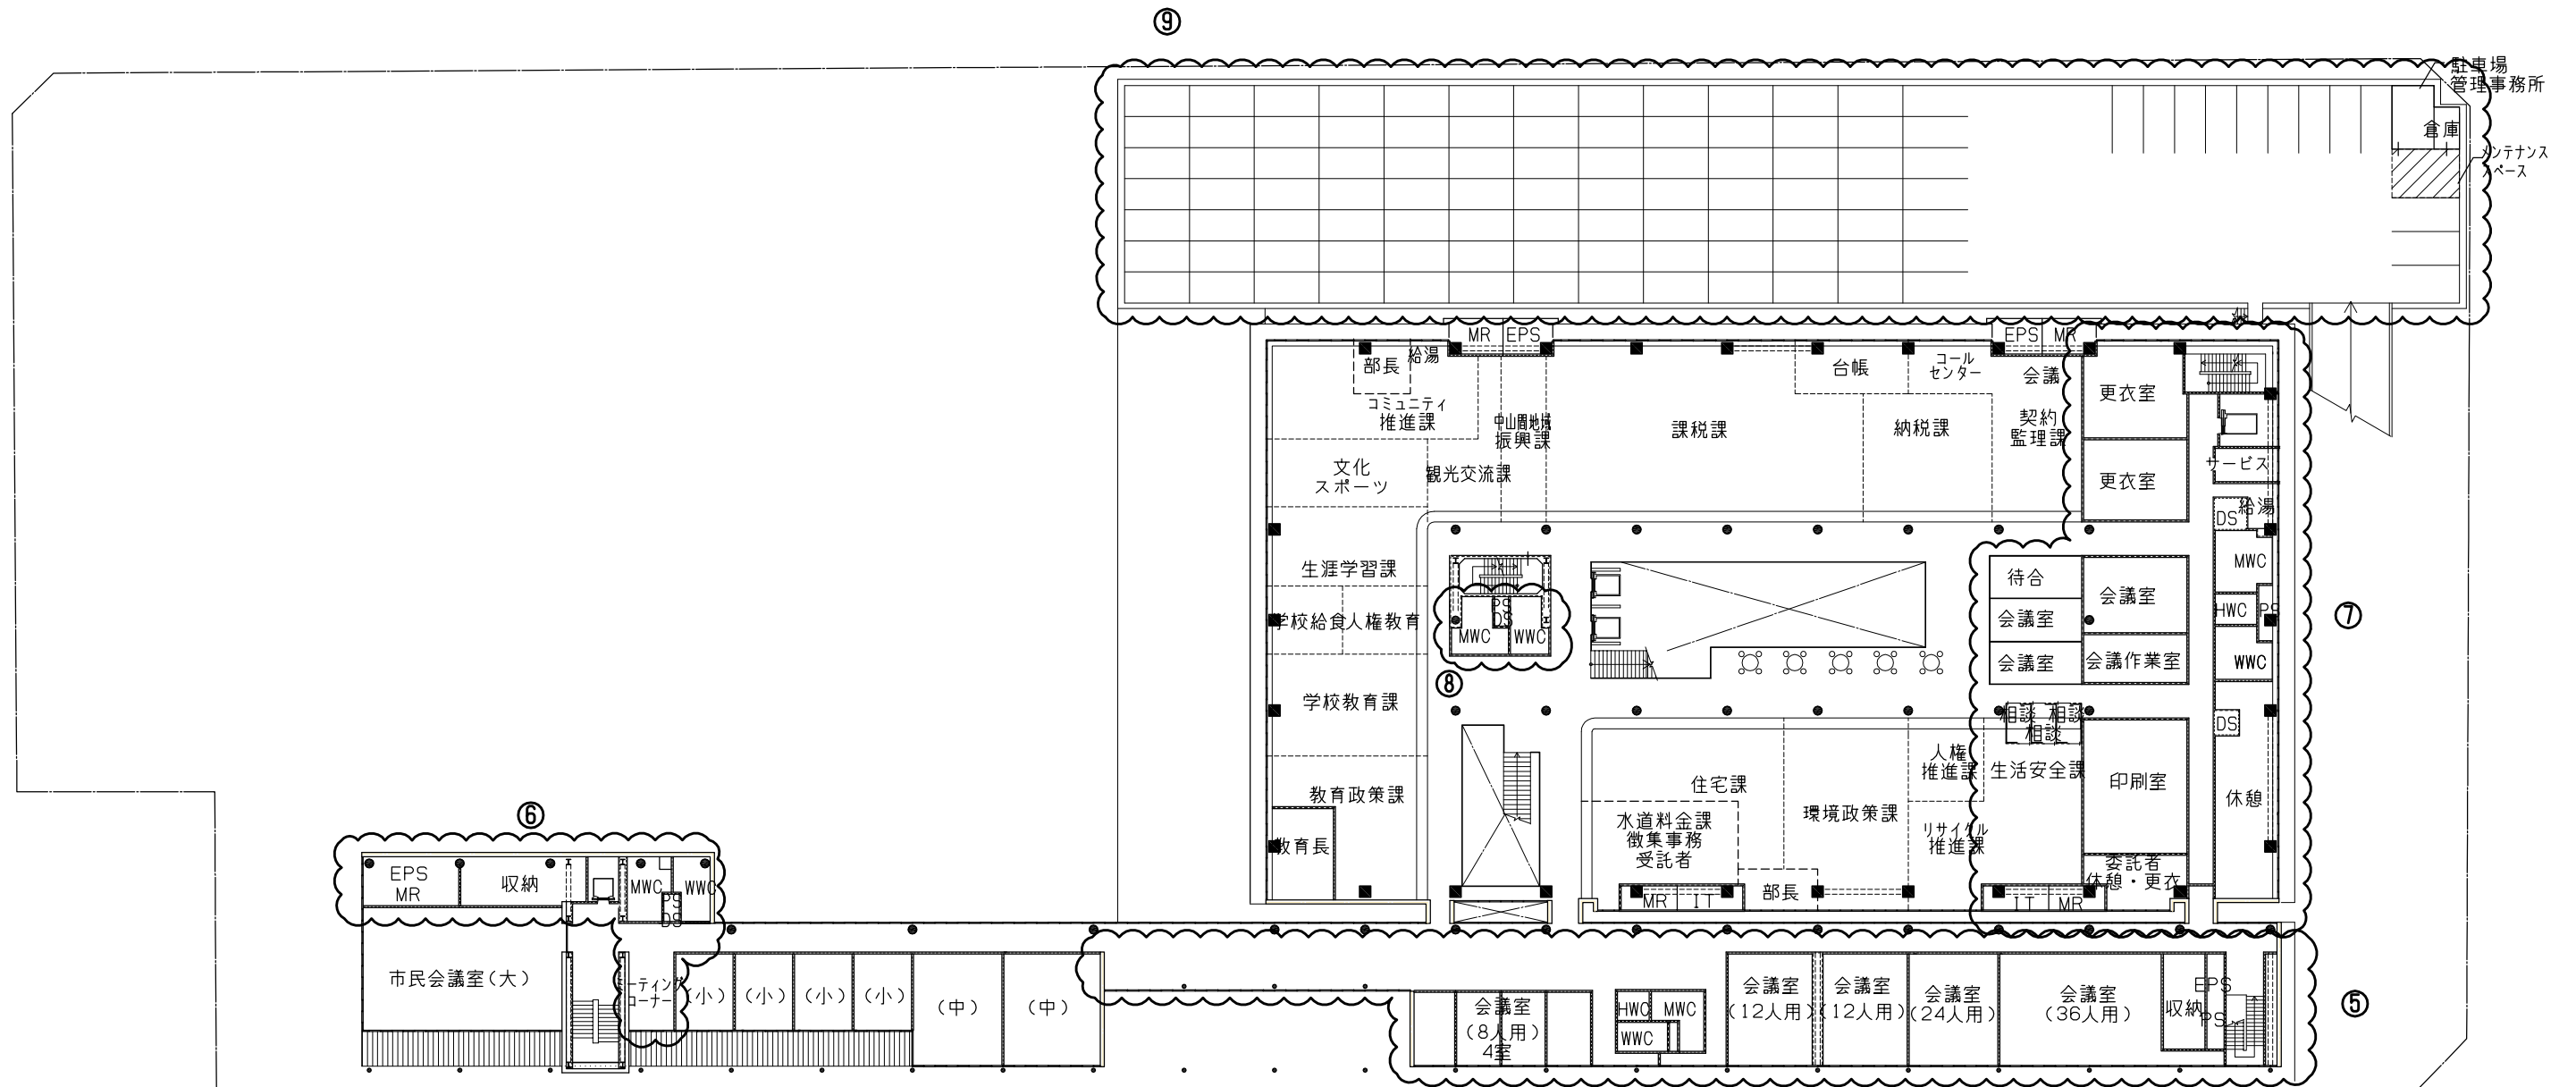 ⑨
駐車場
管理事務所
倉庫
メンテナンス
スペース
MR
EPS
EPS
MR
部長
給湯
台帳
コール
センター
会議
更衣室
コミュニティ
推進課
中山間地域
振興課
課税課
納税課
契約
監理課
文化
スポーツ
観光交流課
更衣室
サービス
給湯
DS
生涯学習課
MWC
待合
会議室
学校給食
人権教育
PS
DS
MWC
WWC
会議室
HWC
PS
⑦
会議室
会議作業室
WWC
⑧
学校教育課
相談
相談
相談
DS
人権
推進課
生活安全課
住宅課
印刷室
教育政策課
環境政策課
休憩
⑥
水道料金課
徴集事務
受託者
リサイクル
推進課
教育長
委託者
休憩・更衣
部長
MR
IT
IT
MR
EPS
MR
収納
MWC
WWC
PS
DS
市民会議室(大)
ミーティング
コーナー
(小)
(小)
(小)
(小)
(中)
(中)
会議室
(8人用)
4室
HWC
MWC
WWC
会議室
(12人用)
会議室
(12人用)
会議室
(24人用)
会議室
(36人用)
収納
EPS
PS
⑤